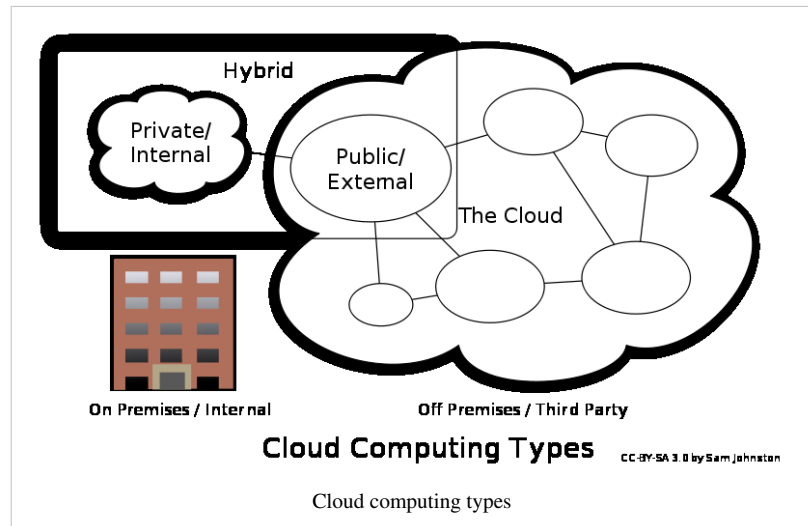 Hybrid
Private/
Internal
Public/
External
The Cloud
On Premises / Internal
Off Premises / Third Party
Cloud Computing Types
CC-BY-SA 3.0 by Sam Johnston
Cloud computing types